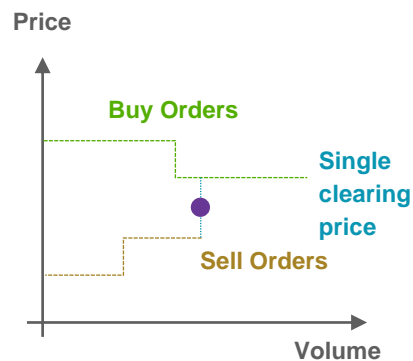 Price
Buy Orders
Single
clearing
price
Sell Orders
Volume